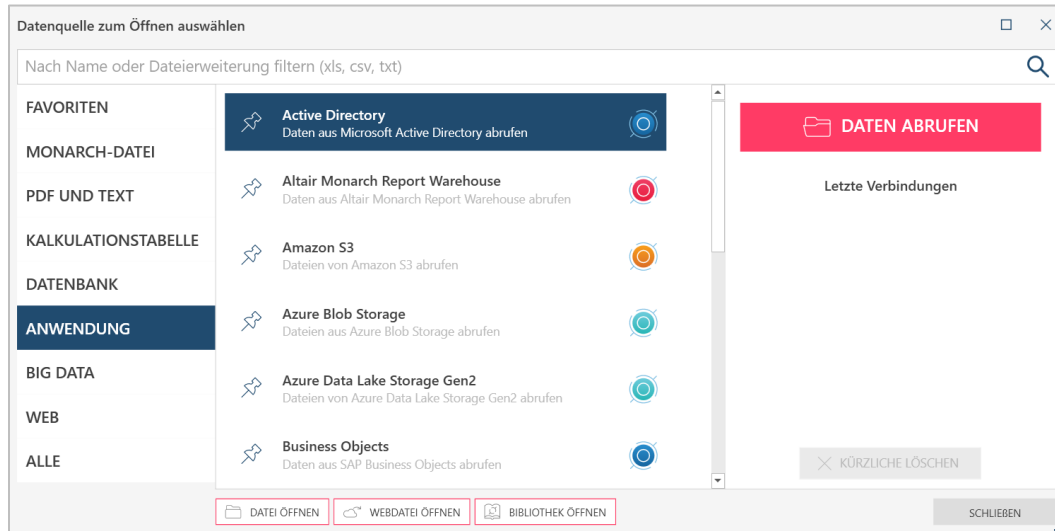 Datenquelle zum Öffnen auswählen
Nach Name oder Dateierweiterung filtern (xls, csv, txt)
FAVORITEN
MONARCH-DATEI
PDF UND TEXT
KALKULATIONSTABELLE
DATENBANK
ANWENDUNG
BIG DATA
WEB
ALLE
Active Directory
Daten aus Microsoft Active Directory abrufen
Altair Monarch Report Warehouse
Daten aus Altair Monarch Report Warehouse abrufen
Amazon S3
Dateien von Amazon S3 abrufen
Azure Blob Storage
Dateien aus Azure Blob Storage abrufen
Azure Data Lake Storage Gen2
Dateien von Azure Data Lake Storage Gen2 abrufen
Business Objects
Daten aus SAP Business Objects abrufen
DATEN ABRUFEN
Letzte Verbindungen
KÜRZLICHE LÖSCHEN
DATEI ÖFFNEN
WEBDATEI ÖFFNEN
BIBLIOTHEK ÖFFNEN
SCHLIEßEN